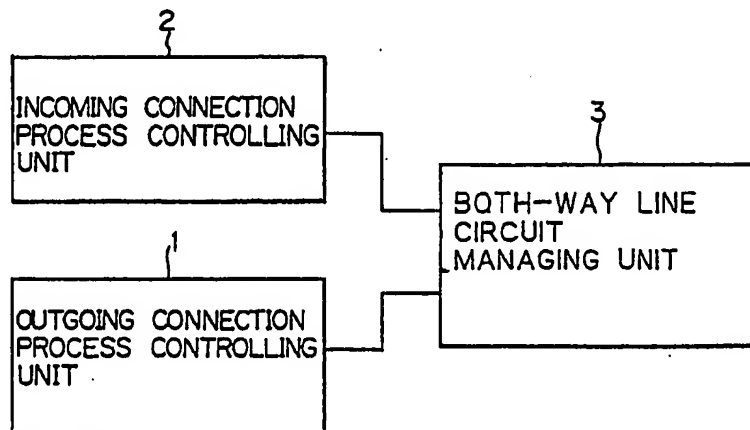 2
INCOMING CONNECTION
PROCESS CONTROLLING
UNIT
3
BOTH-WAY LINE
CIRCUIT
MANAGING UNIT
1
OUTGOING CONNECTION
PROCESS CONTROLLING
UNIT